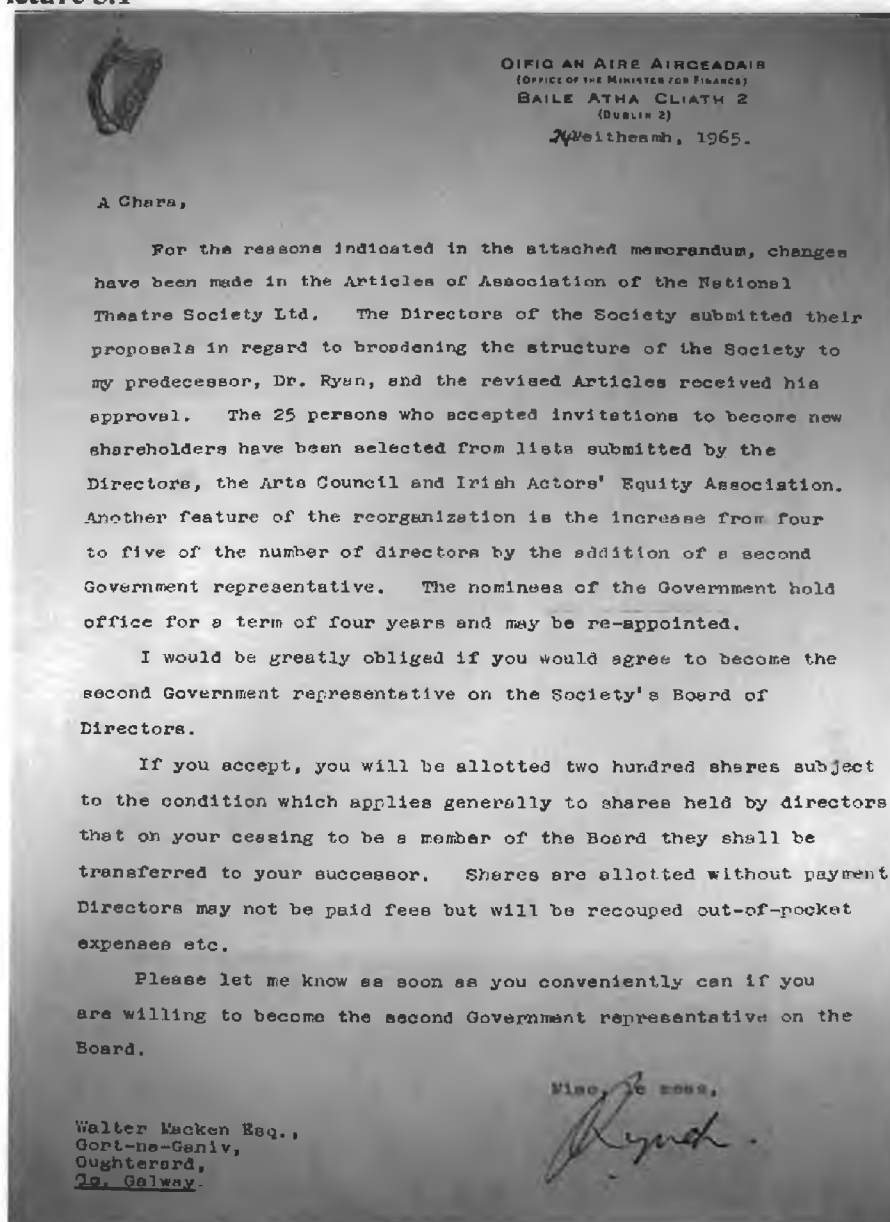 OIFIG AN AIRE AIRGEADAIS
(OFFICE OF THE MINISTER FOR FINANCE)
BAILE ATHA CLIATH 2
(DUBLIN 2)
Meitheamh, 1965.
A Chara,
For the reasons indicated in the attached memorandum, changes
have been made in the Articles of Association of the National
Theatre Society Ltd. The Directors of the Society submitted their
proposals in regard to broadening the structure of the Society to
my predecessor, Dr. Ryan, and the revised Articles received his
approval. The 25 persons who accepted invitations to become new
shareholders have been selected from lists submitted by the
Directors, the Arts Council and Irish Actors' Equity Association.
Another feature of the reorganization is the increase from four
to five of the number of directors by the addition of a second
Government representative. The nominees of the Government hold
office for a term of four years and may be re-appointed.
I would be greatly obliged if you would agree to become the
second Government representative on the Society's Board of
Directors.
If you accept, you will be allotted two hundred shares subject
to the condition which applies generally to shares held by directors
that on your ceasing to be a member of the Board they shall be
transferred to your successor. Shares are allotted without payment
Directors may not be paid fees but will be recouped out-of-pocket
expenses etc.
Please let me know as soon as you conveniently can if you
are willing to become the second Government representative on the
Board.
Mise, le meas,
Walter Macken Esq.,
Gort-na-Ganiv,
Oughterard,
Co. Galway.